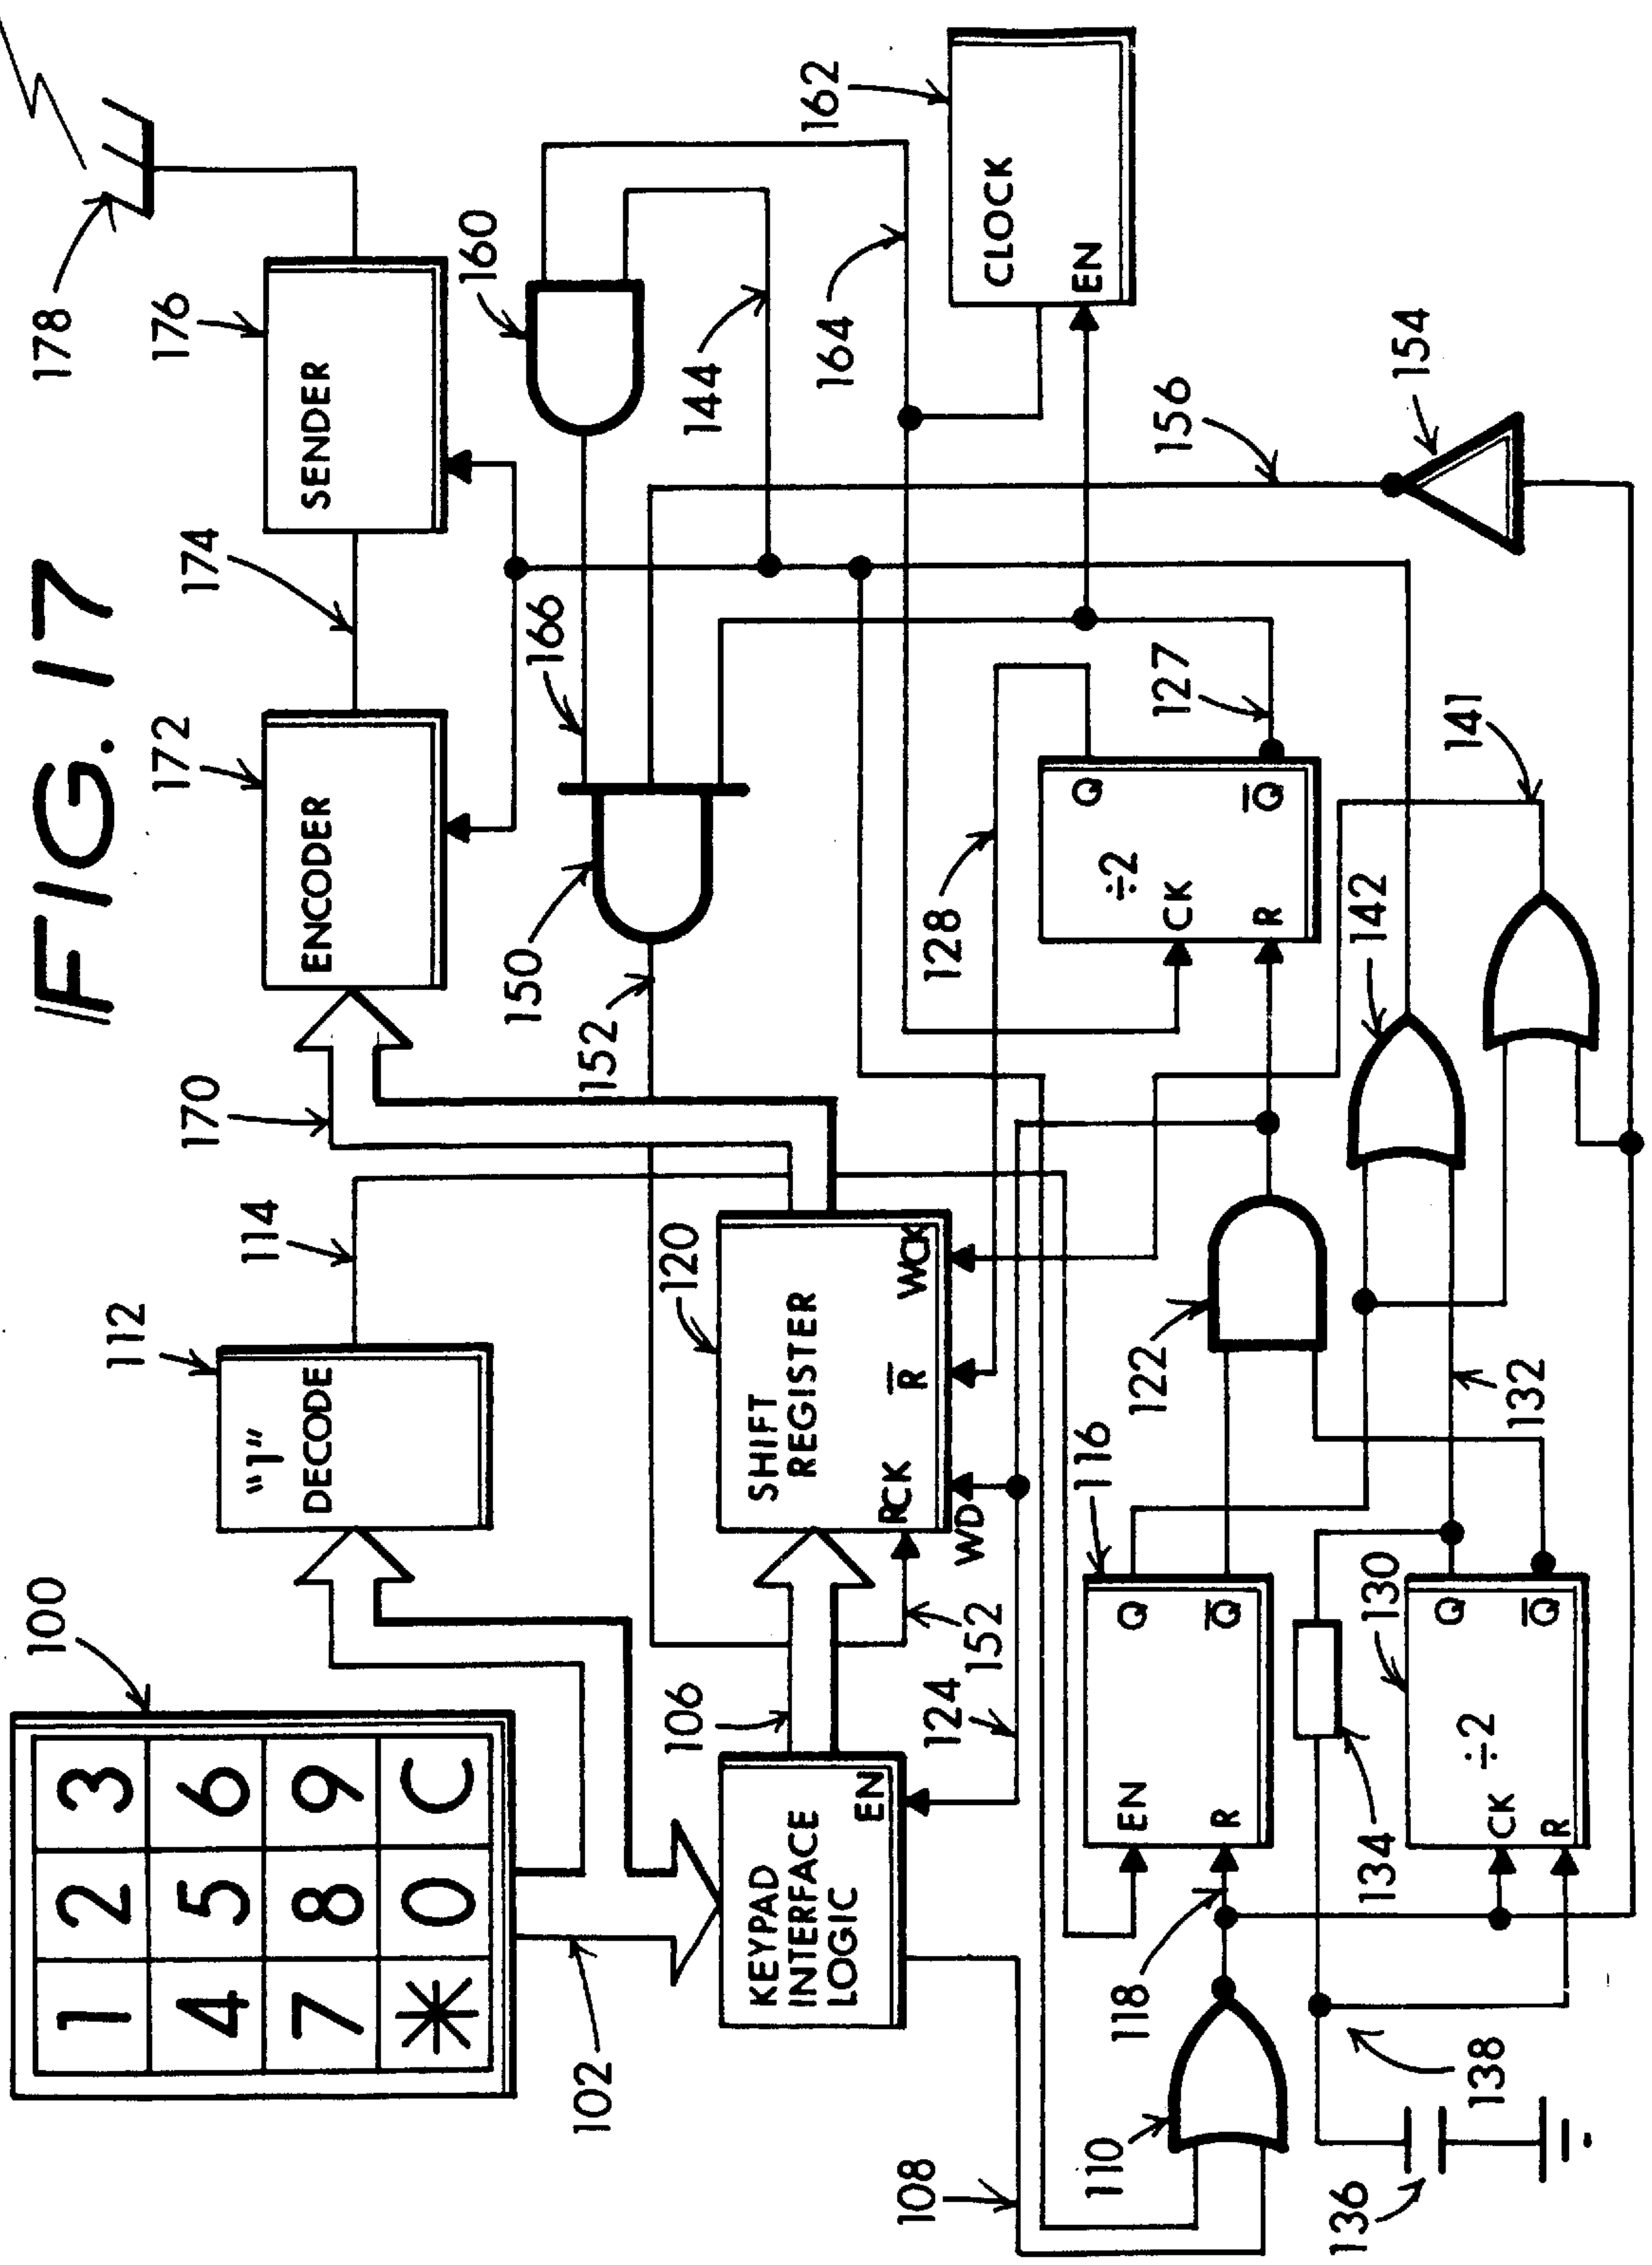 FIG. 17
100
1 2 3
4 5 6
7 8 9
* 0 C
102
112
"1"
DECODE
114
170
172
ENCODER
174
176
SENDER
178
106
KEYPAD
INTERFACE
LOGIC
EN
120
SHIFT
REGISTER
RCK
R̅
WCK
WD
152
124
152
150
166
160
144
164
162
CLOCK
EN
108
110
118
116
EN
R
Q
Q̅
122
128
÷2
CK
R
Q
Q̅
127
156
154
136
138
134
130
÷2
CK
R
Q
Q̅
132
142
141